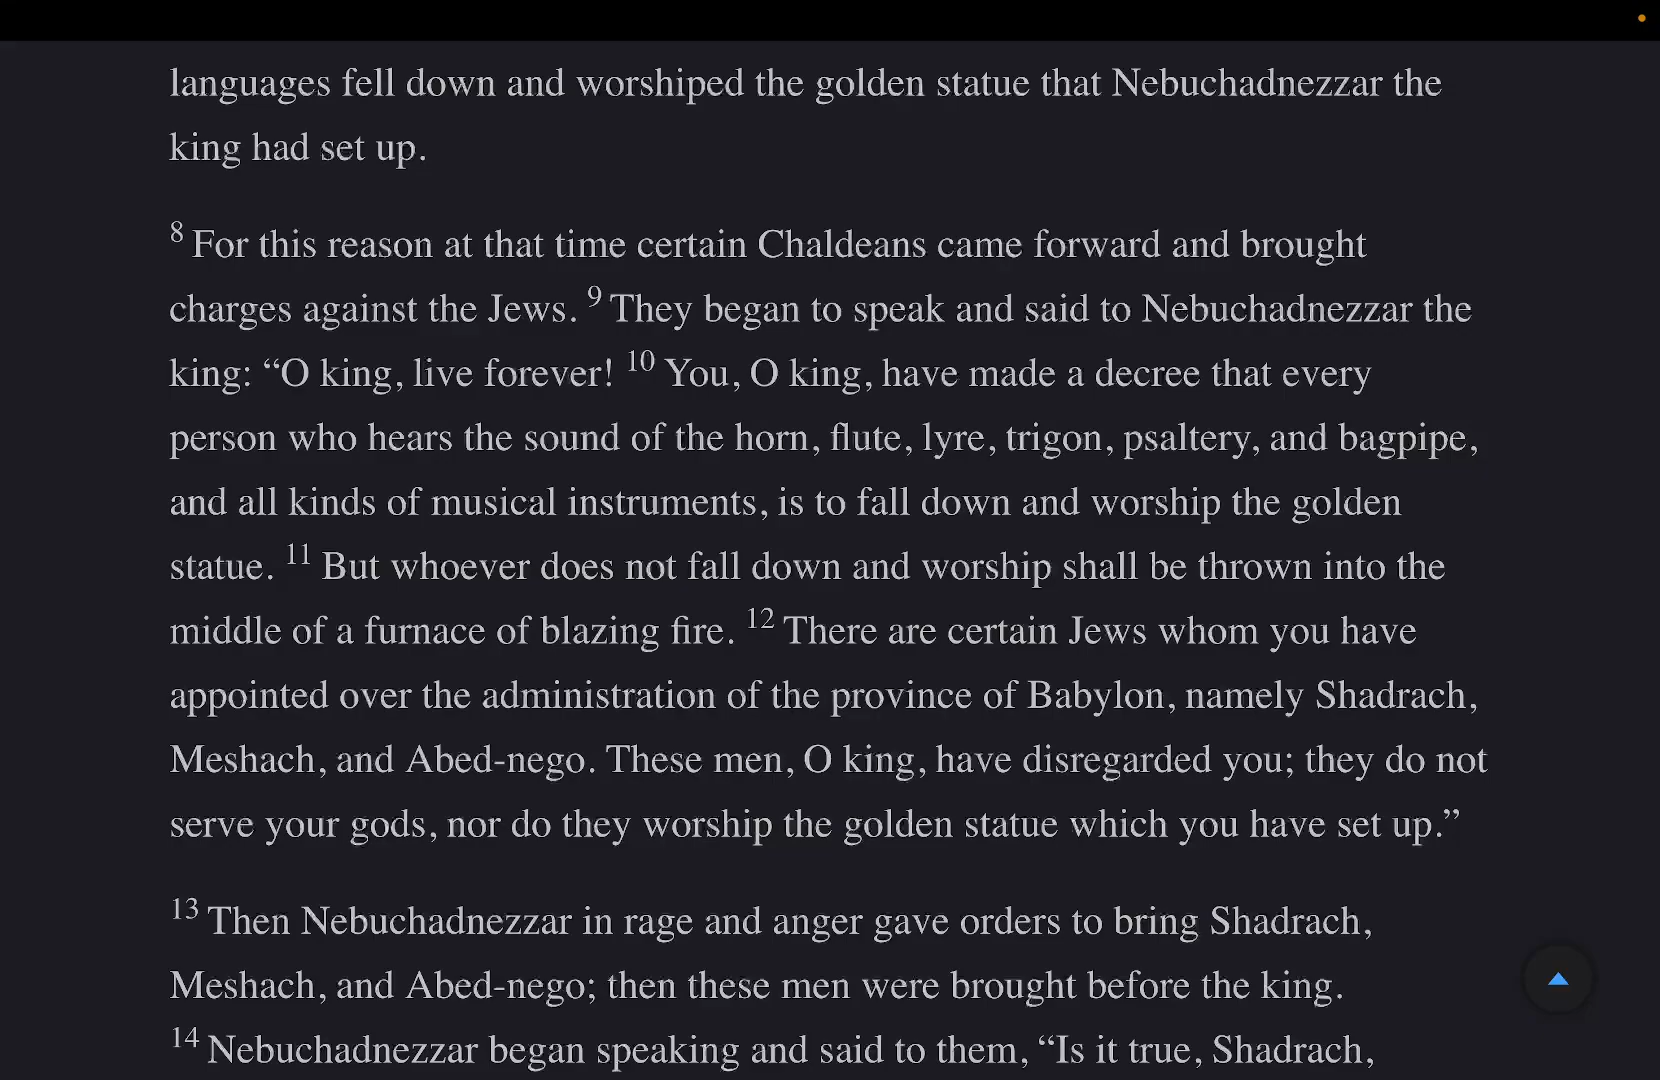 languages fell down and worshiped the golden statue that Nebuchadnezzar the
king had set up.
8 For this reason at that time certain Chaldeans came forward and brought
charges against the Jews. 9 They began to speak and said to Nebuchadnezzar the
king: “O king, live forever! 10 You, O king, have made a decree that every
person who hears the sound of the horn, flute, lyre, trigon, psaltery, and bagpipe,
and all kinds of musical instruments, is to fall down and worship the golden
statue. 11 But whoever does not fall down and worship shall be thrown into the
middle of a furnace of blazing fire. 12 There are certain Jews whom you have
appointed over the administration of the province of Babylon, namely Shadrach,
Meshach, and Abed-nego. These men, O king, have disregarded you; they do not
serve your gods, nor do they worship the golden statue which you have set up.”
13 Then Nebuchadnezzar in rage and anger gave orders to bring Shadrach,
Meshach, and Abed-nego; then these men were brought before the king.
14 Nebuchadnezzar began speaking and said to them, “Is it true, Shadrach,